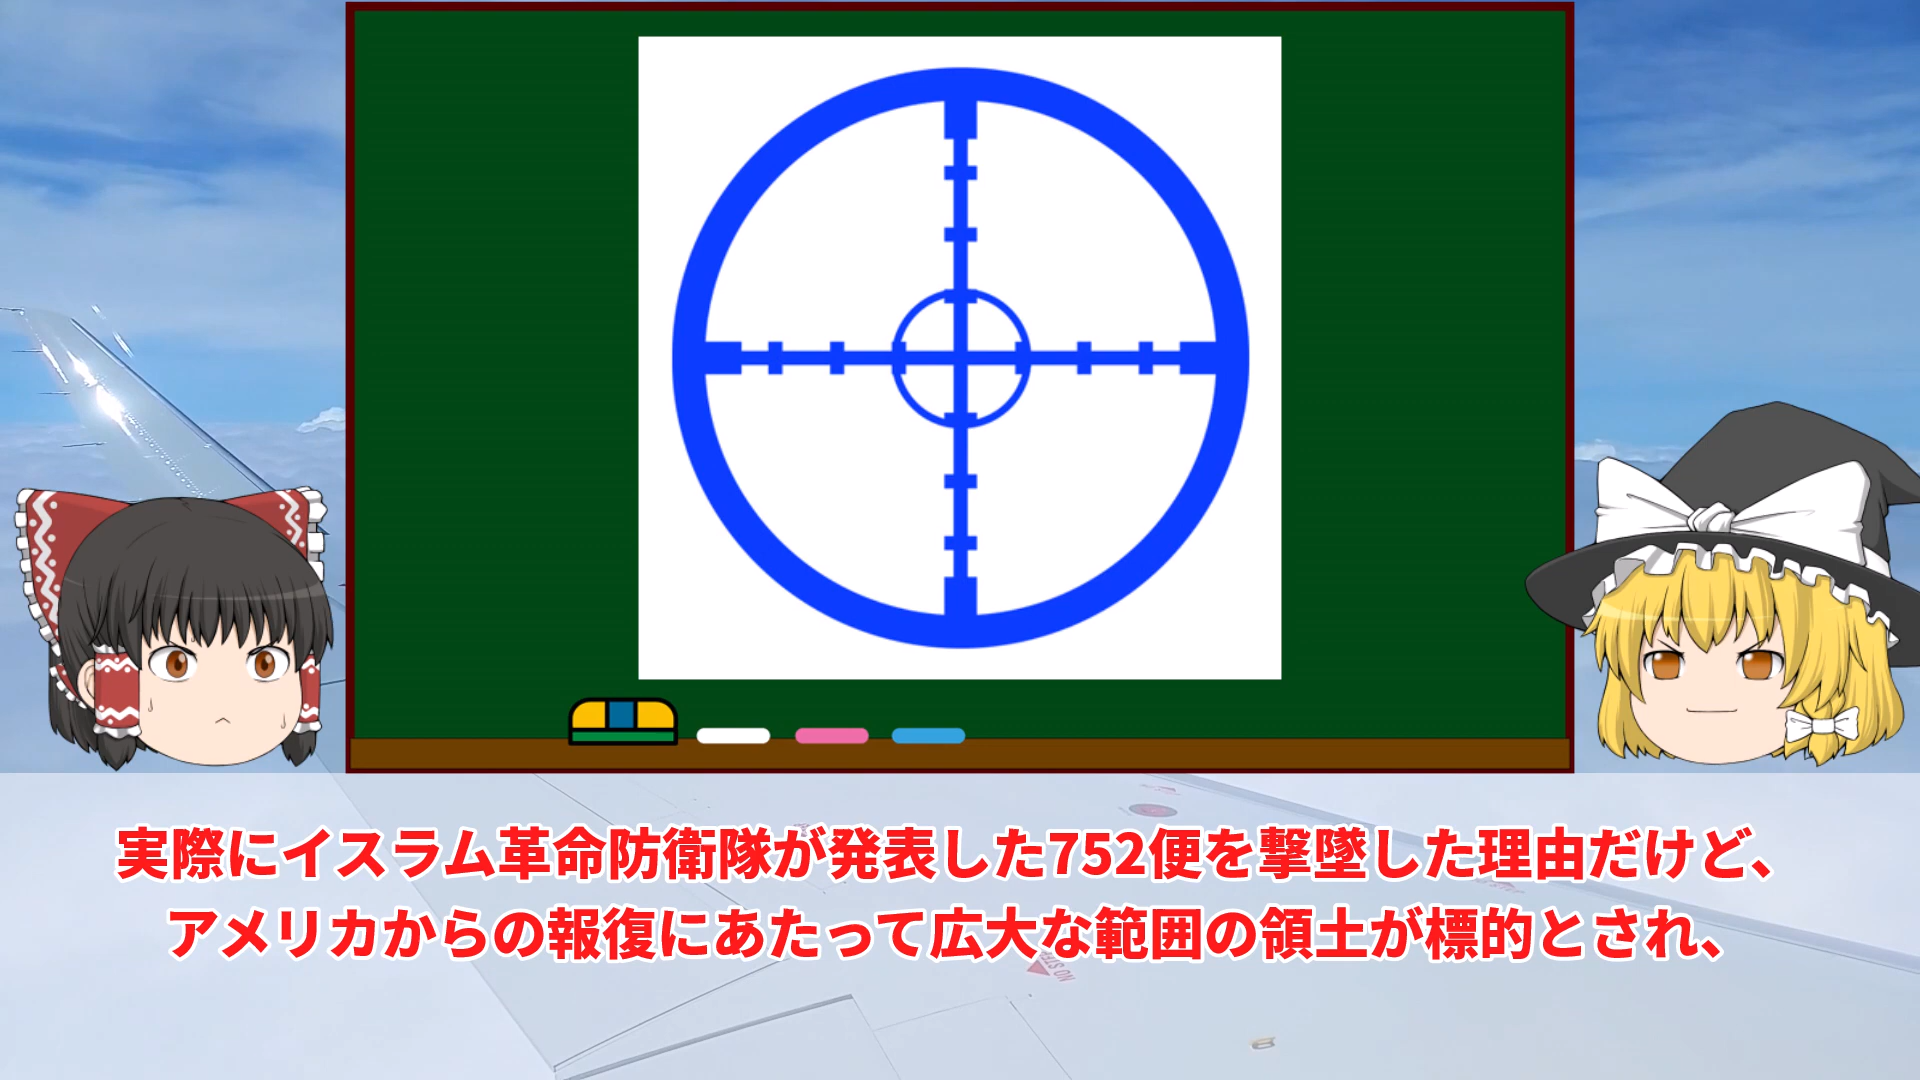 実際にイスラム革命防衛隊が発表した752便を撃墜した理由だけど、
アメリカからの報復にあたって広大な範囲の領土が標的とされ、